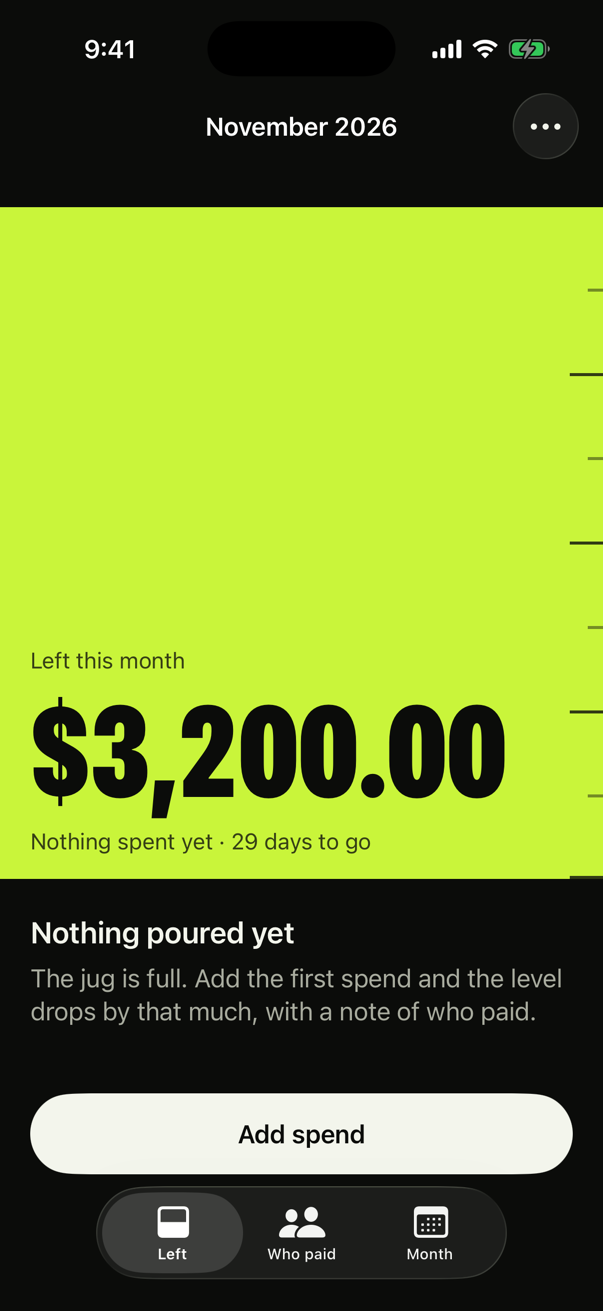 9:41
November 2026
Left this month
$3,200.00
Nothing spent yet · 29 days to go
Nothing poured yet
The jug is full. Add the first spend and the level
drops by that much, with a note of who paid.
Add spend
Left
Who paid
Month